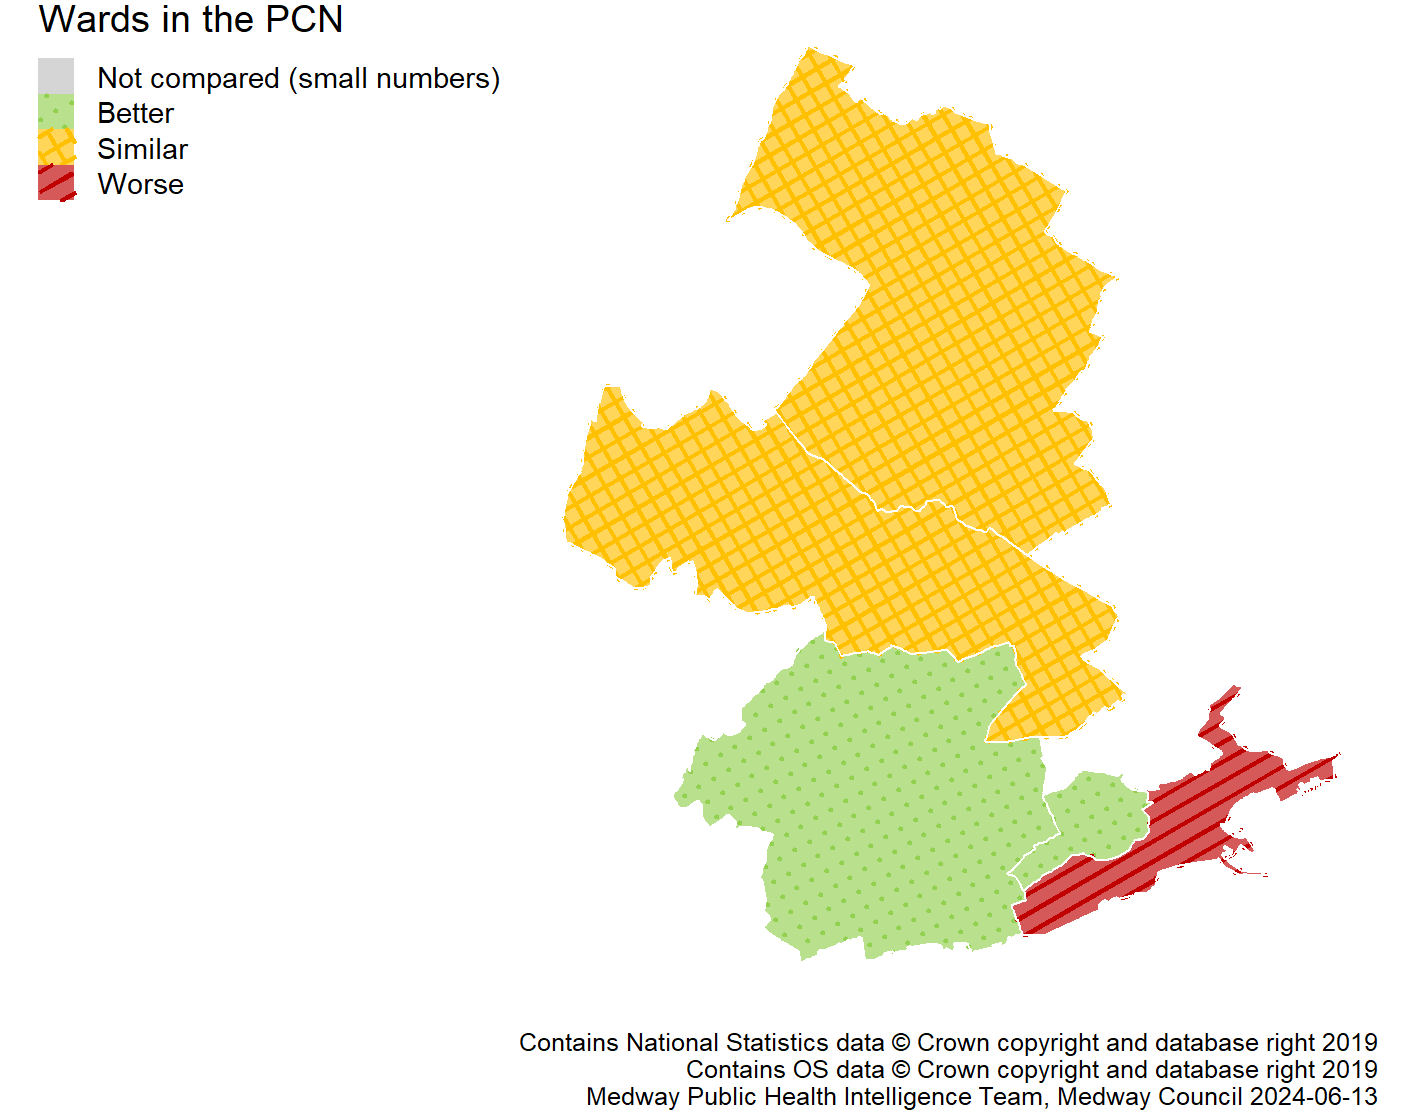 Wards in the PCN
Not compared (small numbers)
Better
Similar
Worse
Contains National Statistics data © Crown copyright and database right 2019
Contains OS data © Crown copyright and database right 2019
Medway Public Health Intelligence Team, Medway Council 2024-06-13